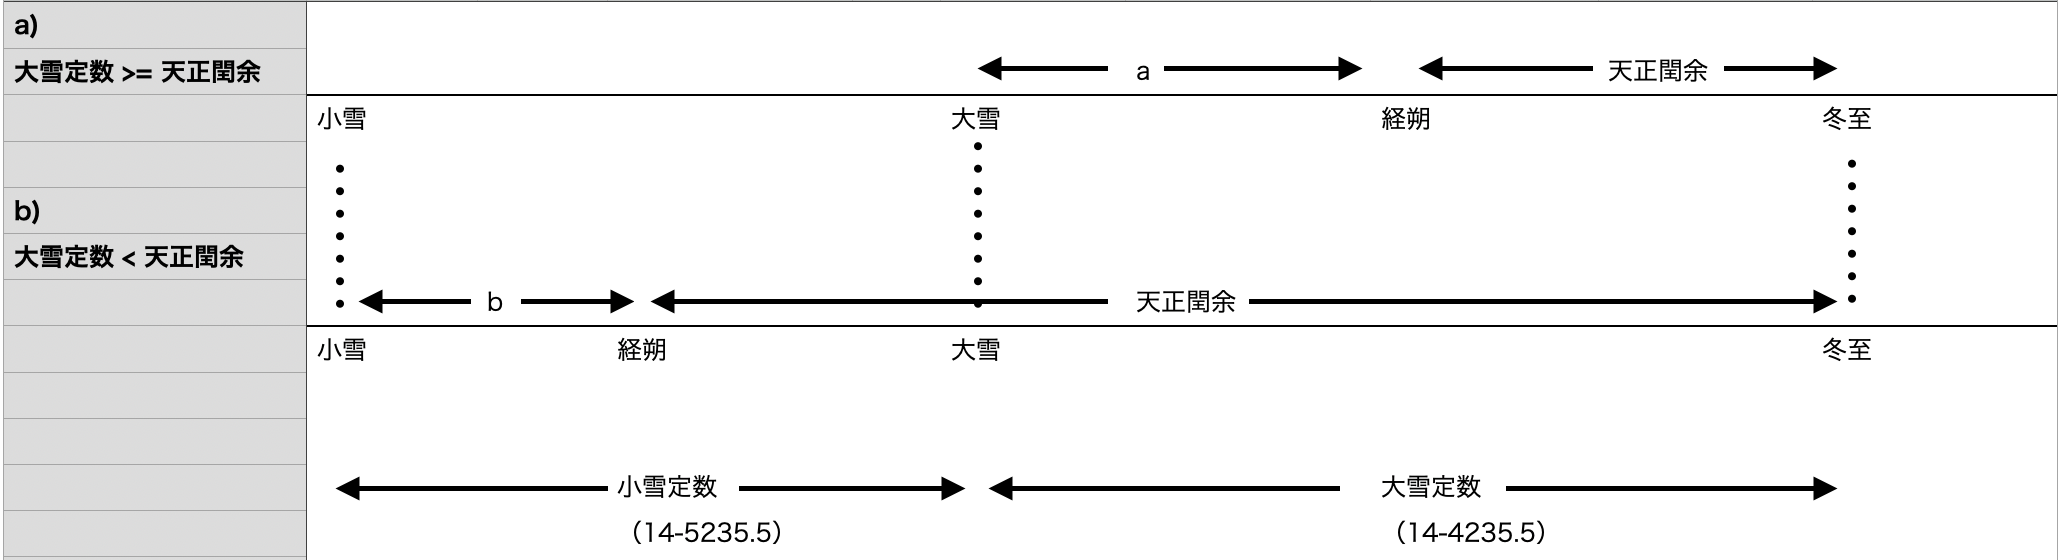 a)
大雪定数 >= 天正閏余
a 天正閏余
小雪 大雪 経朔 冬至
b)
大雪定数 < 天正閏余
b 天正閏余
小雪 経朔 大雪 冬至
小雪定数 大雪定数
（14-5235.5） （14-4235.5）